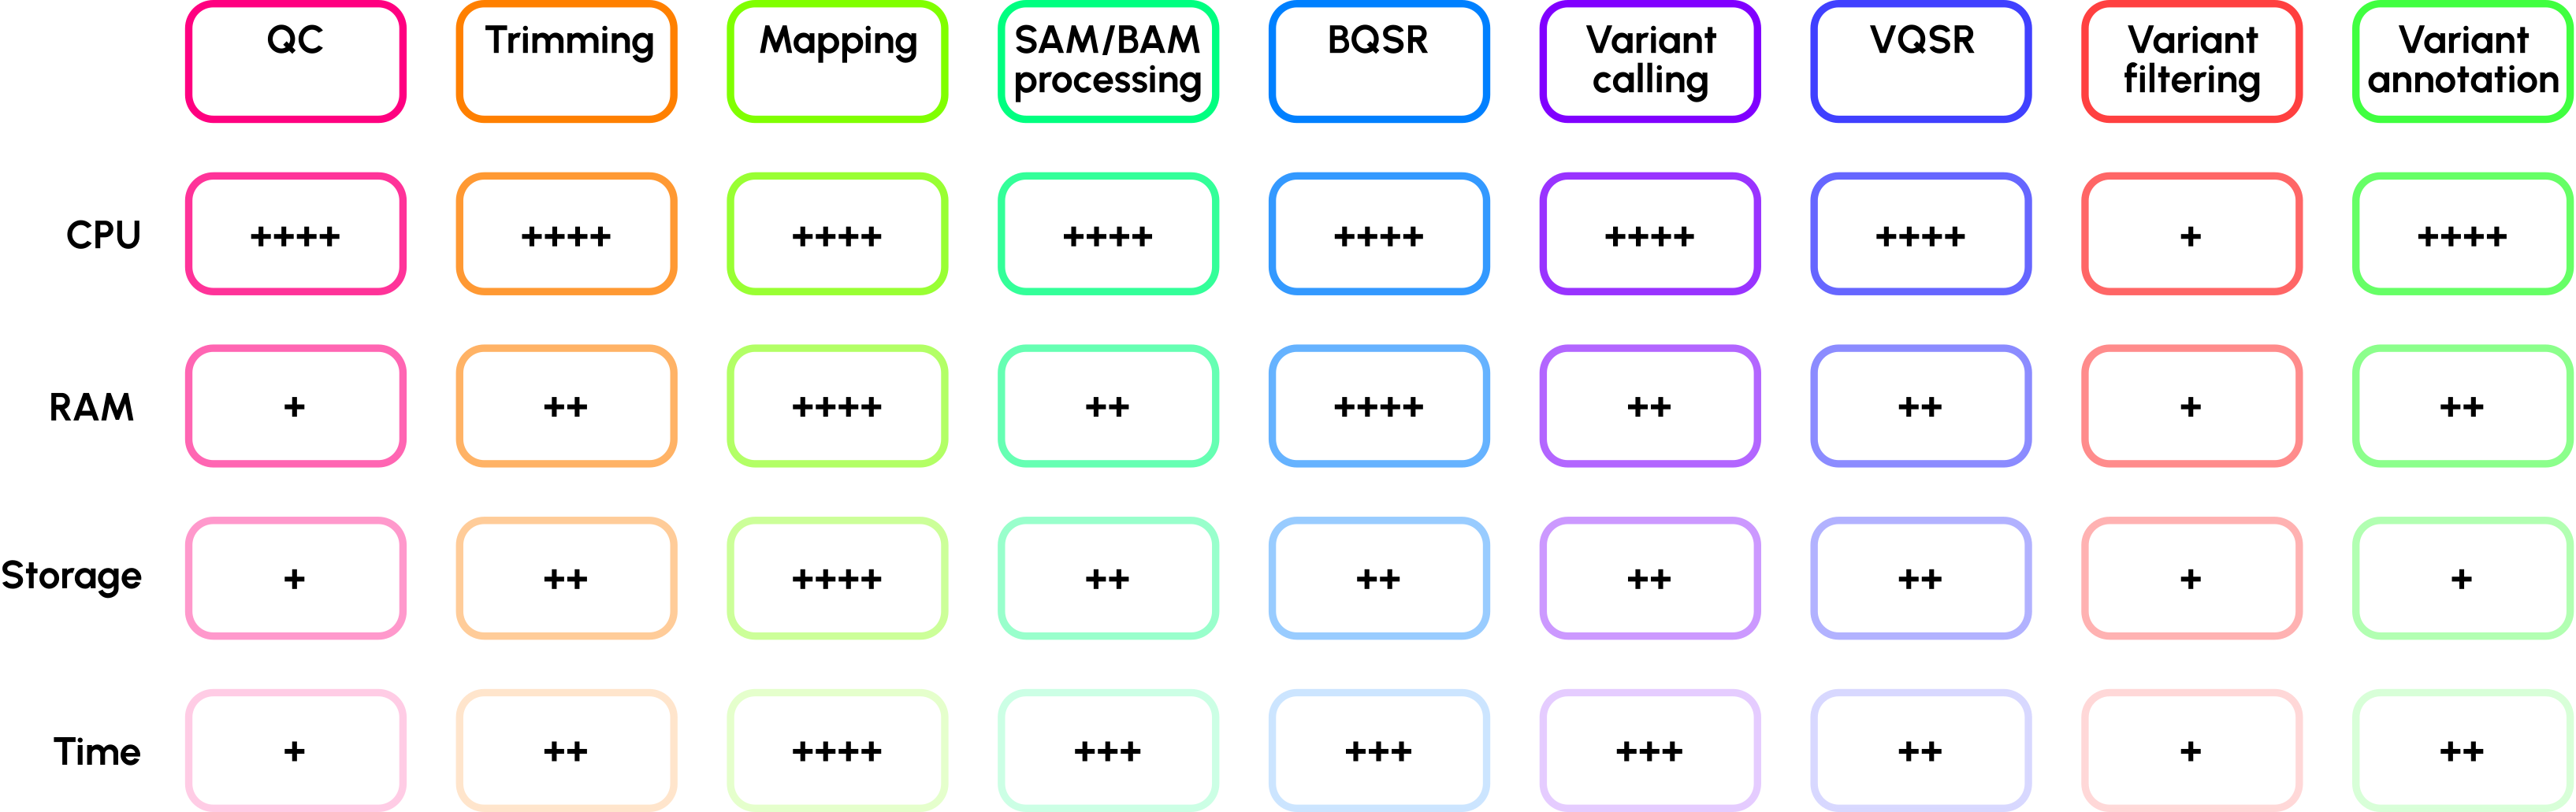 QC Trimming Mapping SAM/BAM BQSR Variant VQSR Variant Variant
processing calling filtering annotation
CPU ++++ ++++ ++++ ++++ ++++ ++++ ++++ + ++++
RAM + ++ ++++ ++ ++++ ++ ++ + ++
Storage + ++ ++++ ++ ++ ++ ++ + +
Time + ++ ++++ +++ +++ +++ ++ + ++